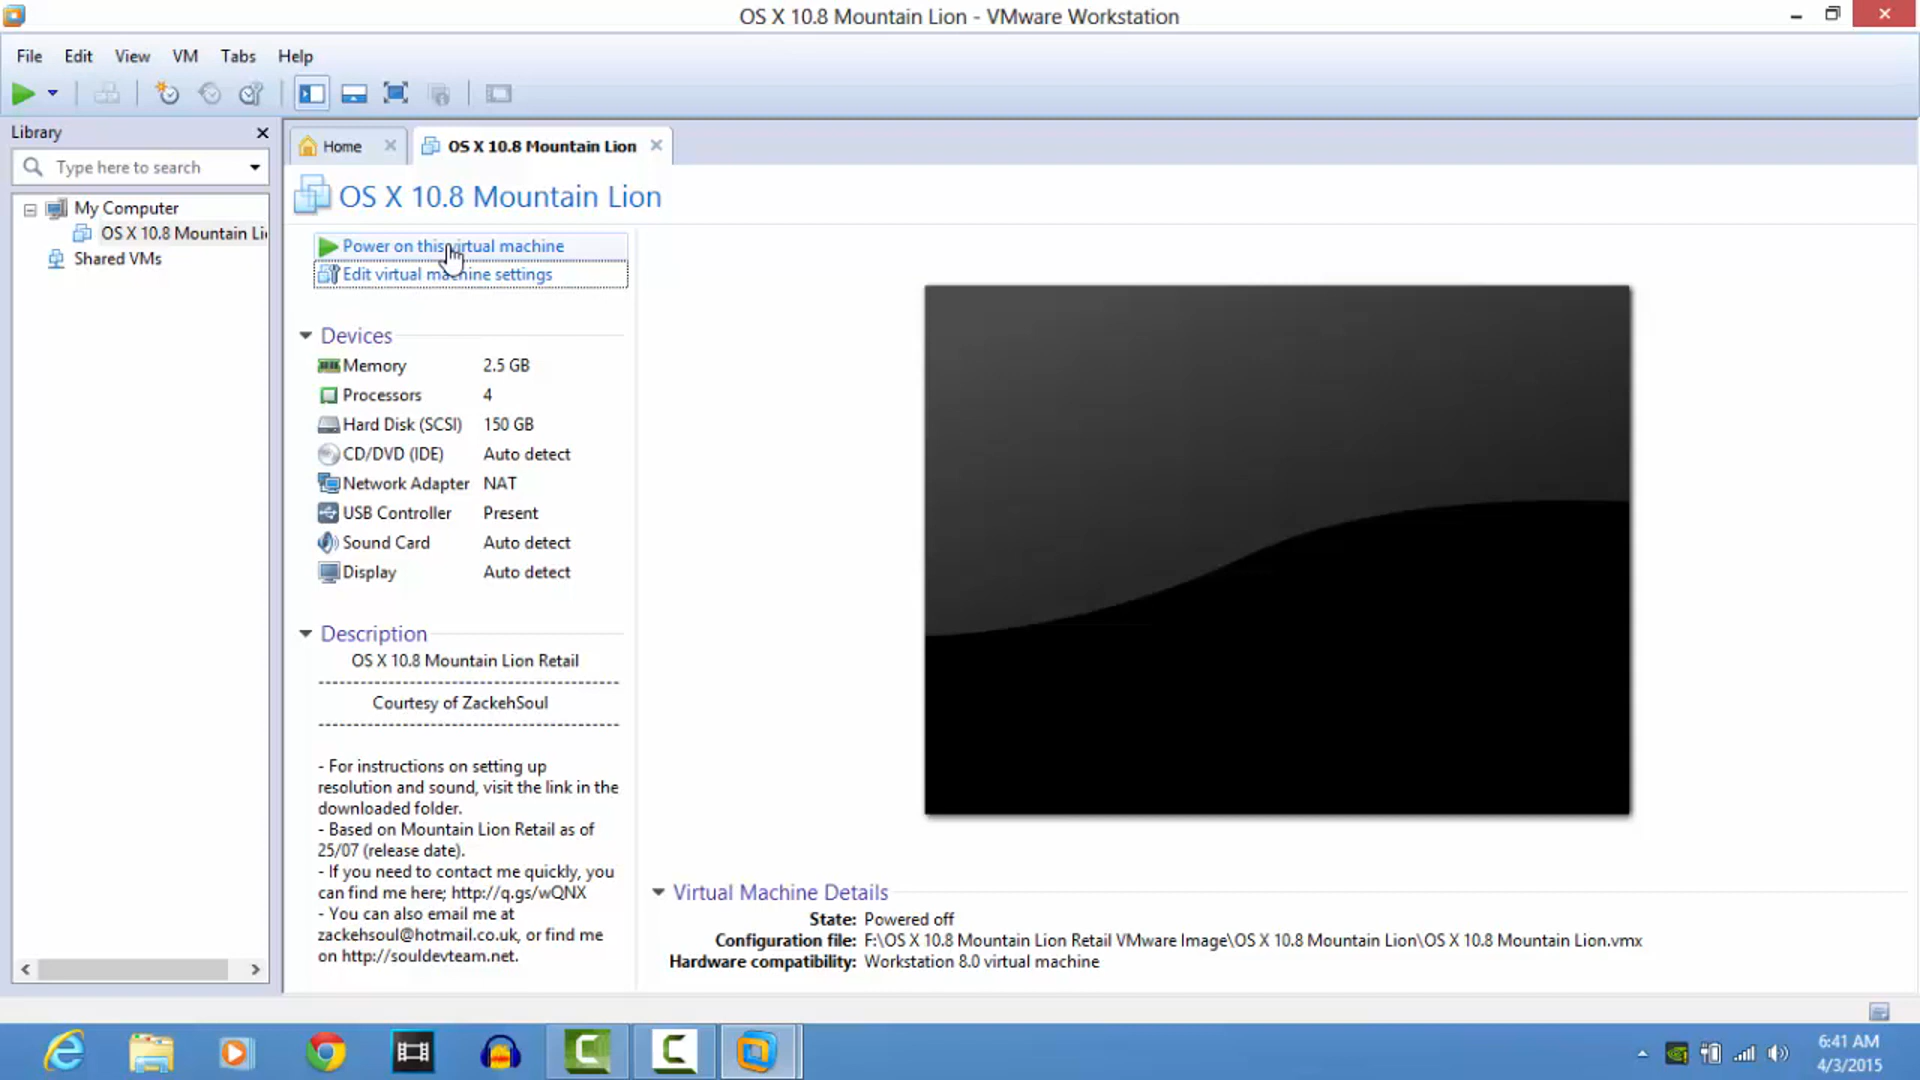 OS X 10.8 Mountain Lion - VMware Workstation
File Edit View VM Tabs Help
Library
Type here to search
My Computer
OS X 10.8 Mountain Li
Shared VMs
Home
OS X 10.8 Mountain Lion
OS X 10.8 Mountain Lion
Power on this virtual machine
Edit virtual machine settings
Devices
Memory 2.5 GB
Processors 4
Hard Disk (SCSI) 150 GB
CD/DVD (IDE) Auto detect
Network Adapter NAT
USB Controller Present
Sound Card Auto detect
Display Auto detect
Description
OS X 10.8 Mountain Lion Retail
--------------------------------------------------
Courtesy of ZackehSoul
--------------------------------------------------
- For instructions on setting up
resolution and sound, visit the link in the
downloaded folder.
- Based on Mountain Lion Retail as of
25/07 (release date).
- If you need to contact me quickly, you
can find me here; http://q.gs/wQNX
- You can also email me at
zackehsoul@hotmail.co.uk, or find me
on http://souldevteam.net.
Virtual Machine Details
State: Powered off
Configuration file: F:\OS X 10.8 Mountain Lion Retail VMware Image\OS X 10.8 Mountain Lion\OS X 10.8 Mountain Lion.vmx
Hardware compatibility: Workstation 8.0 virtual machine
6:41 AM
4/3/2015